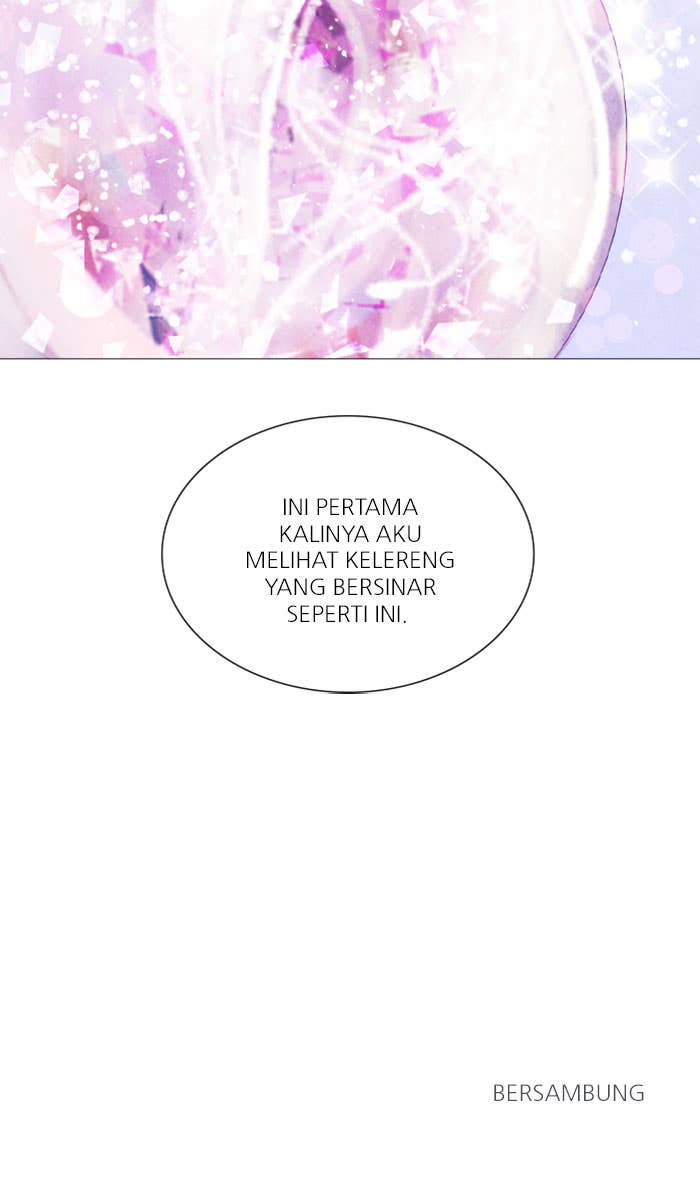 INI PERTAMA
KALINYA AKU
MELIHAT KELERENG
YANG BERSINAR
SEPERTI INI.
BERSAMBUNG